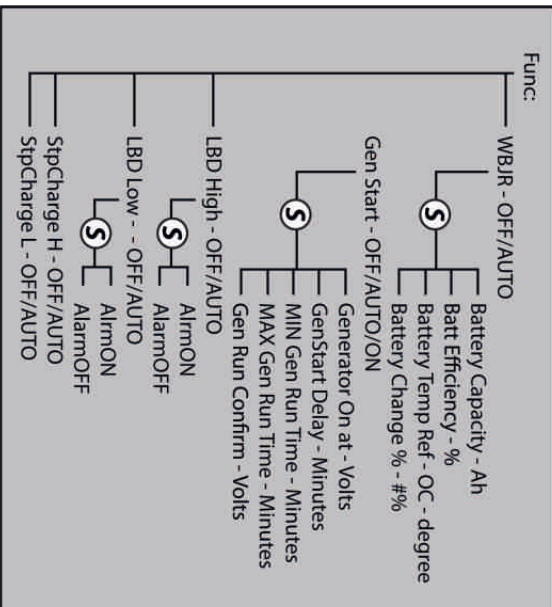 Func:
WBJR - OFF/AUTO
S
Battery Capacity - Ah
Batt Efficiency - %
Battery Temp Ref - OC - degree
Battery Change % - #%
Gen Start - OFF/AUTO/ON
S
Generator On at - Volts
GenStart Delay - Minutes
MIN Gen Run Time - Minutes
MAX Gen Run Time - Minutes
Gen Run Confirm - Volts
LBD High - OFF/AUTO
S
AlrmON
AlarmOFF
LBD Low - - OFF/AUTO
S
AlrmON
AlarmOFF
StpCharge H - OFF/AUTO
StpCharge L - OFF/AUTO